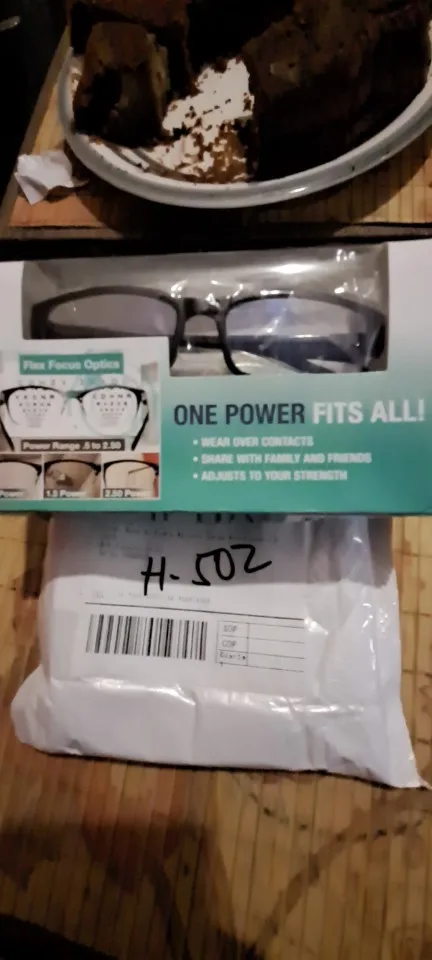 Flex Focus Optics
Power Range .5 to 2.50
Power
1.5 Power
2.50 Power
ONE POWER FITS ALL!
• WEAR OVER CONTACTS
• SHARE WITH FAMILY AND FRIENDS
• ADJUSTS TO YOUR STRENGTH
H-502